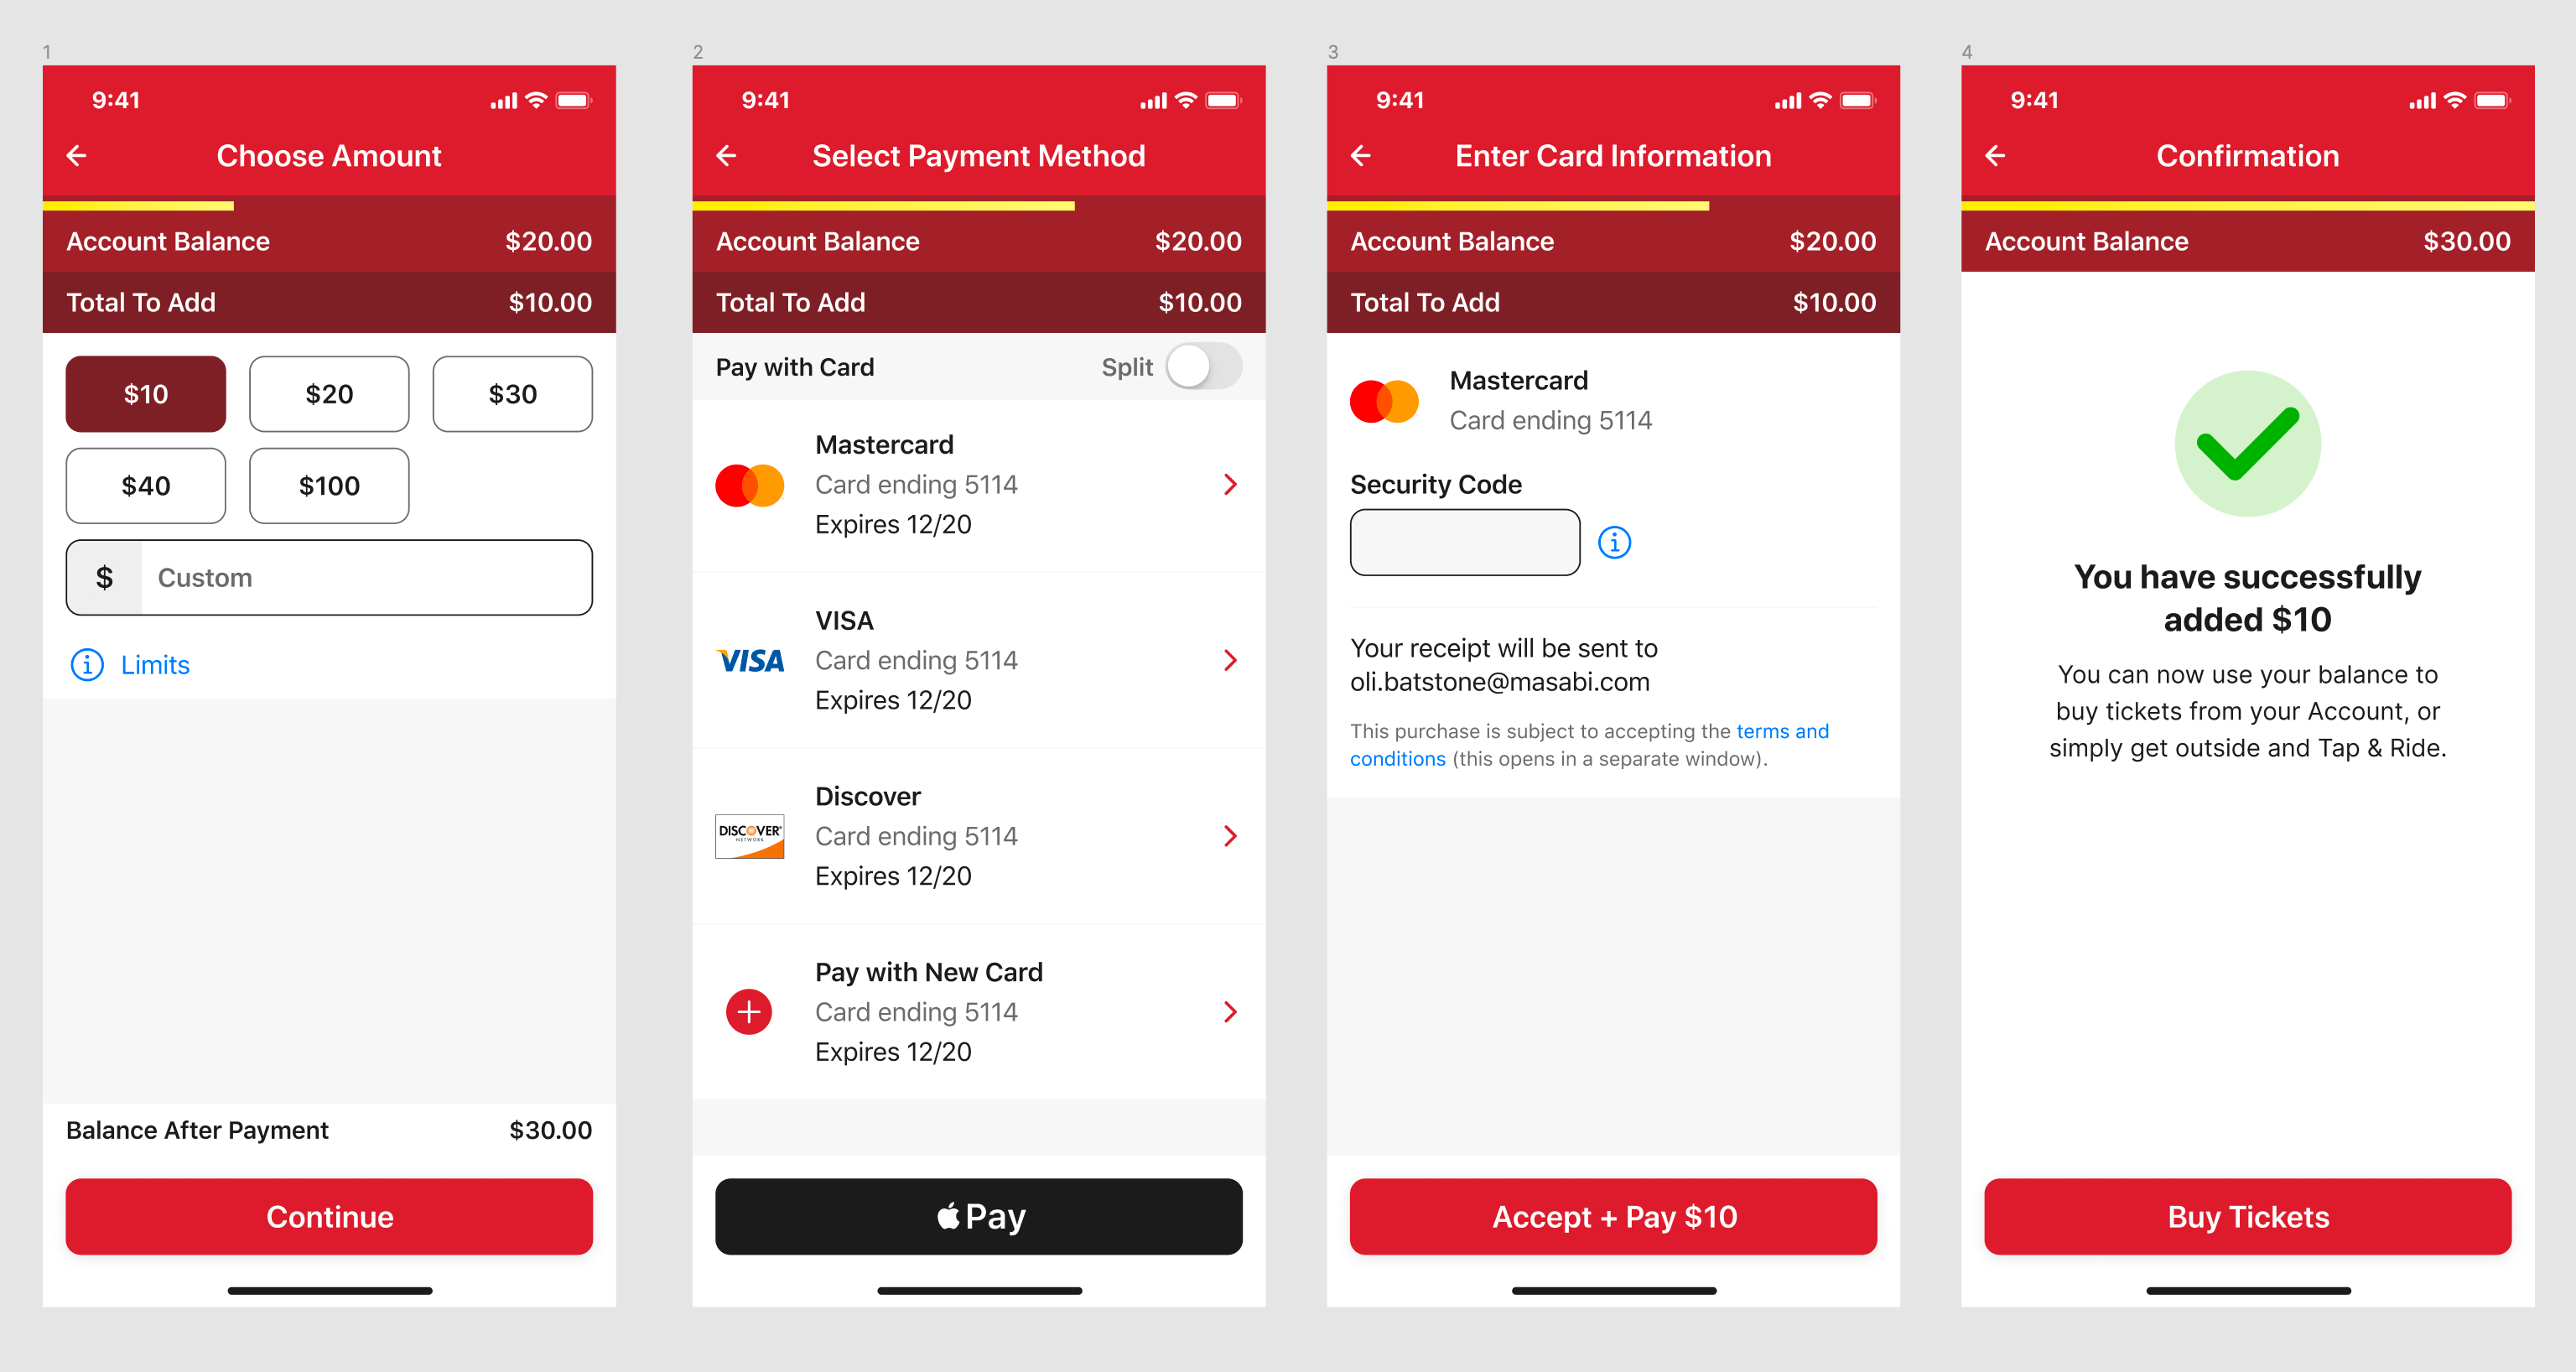 1
9:41
Choose Amount
Account Balance $20.00
Total To Add $10.00
$10 $20 $30
$40 $100
$ Custom
Limits
Balance After Payment $30.00
Continue
2
9:41
Select Payment Method
Account Balance $20.00
Total To Add $10.00
Pay with Card Split
Mastercard
Card ending 5114
Expires 12/20
VISA
VISA
Card ending 5114
Expires 12/20
Discover
DISCOVER
NETWORK
Card ending 5114
Expires 12/20
Pay with New Card
Card ending 5114
Expires 12/20
Pay
3
9:41
Enter Card Information
Account Balance $20.00
Total To Add $10.00
Mastercard
Card ending 5114
Security Code
Your receipt will be sent to
oli.batstone@masabi.com
This purchase is subject to accepting the terms and
conditions (this opens in a separate window).
Accept + Pay $10
4
9:41
Confirmation
Account Balance $30.00
You have successfully
added $10
You can now use your balance to
buy tickets from your Account, or
simply get outside and Tap & Ride.
Buy Tickets